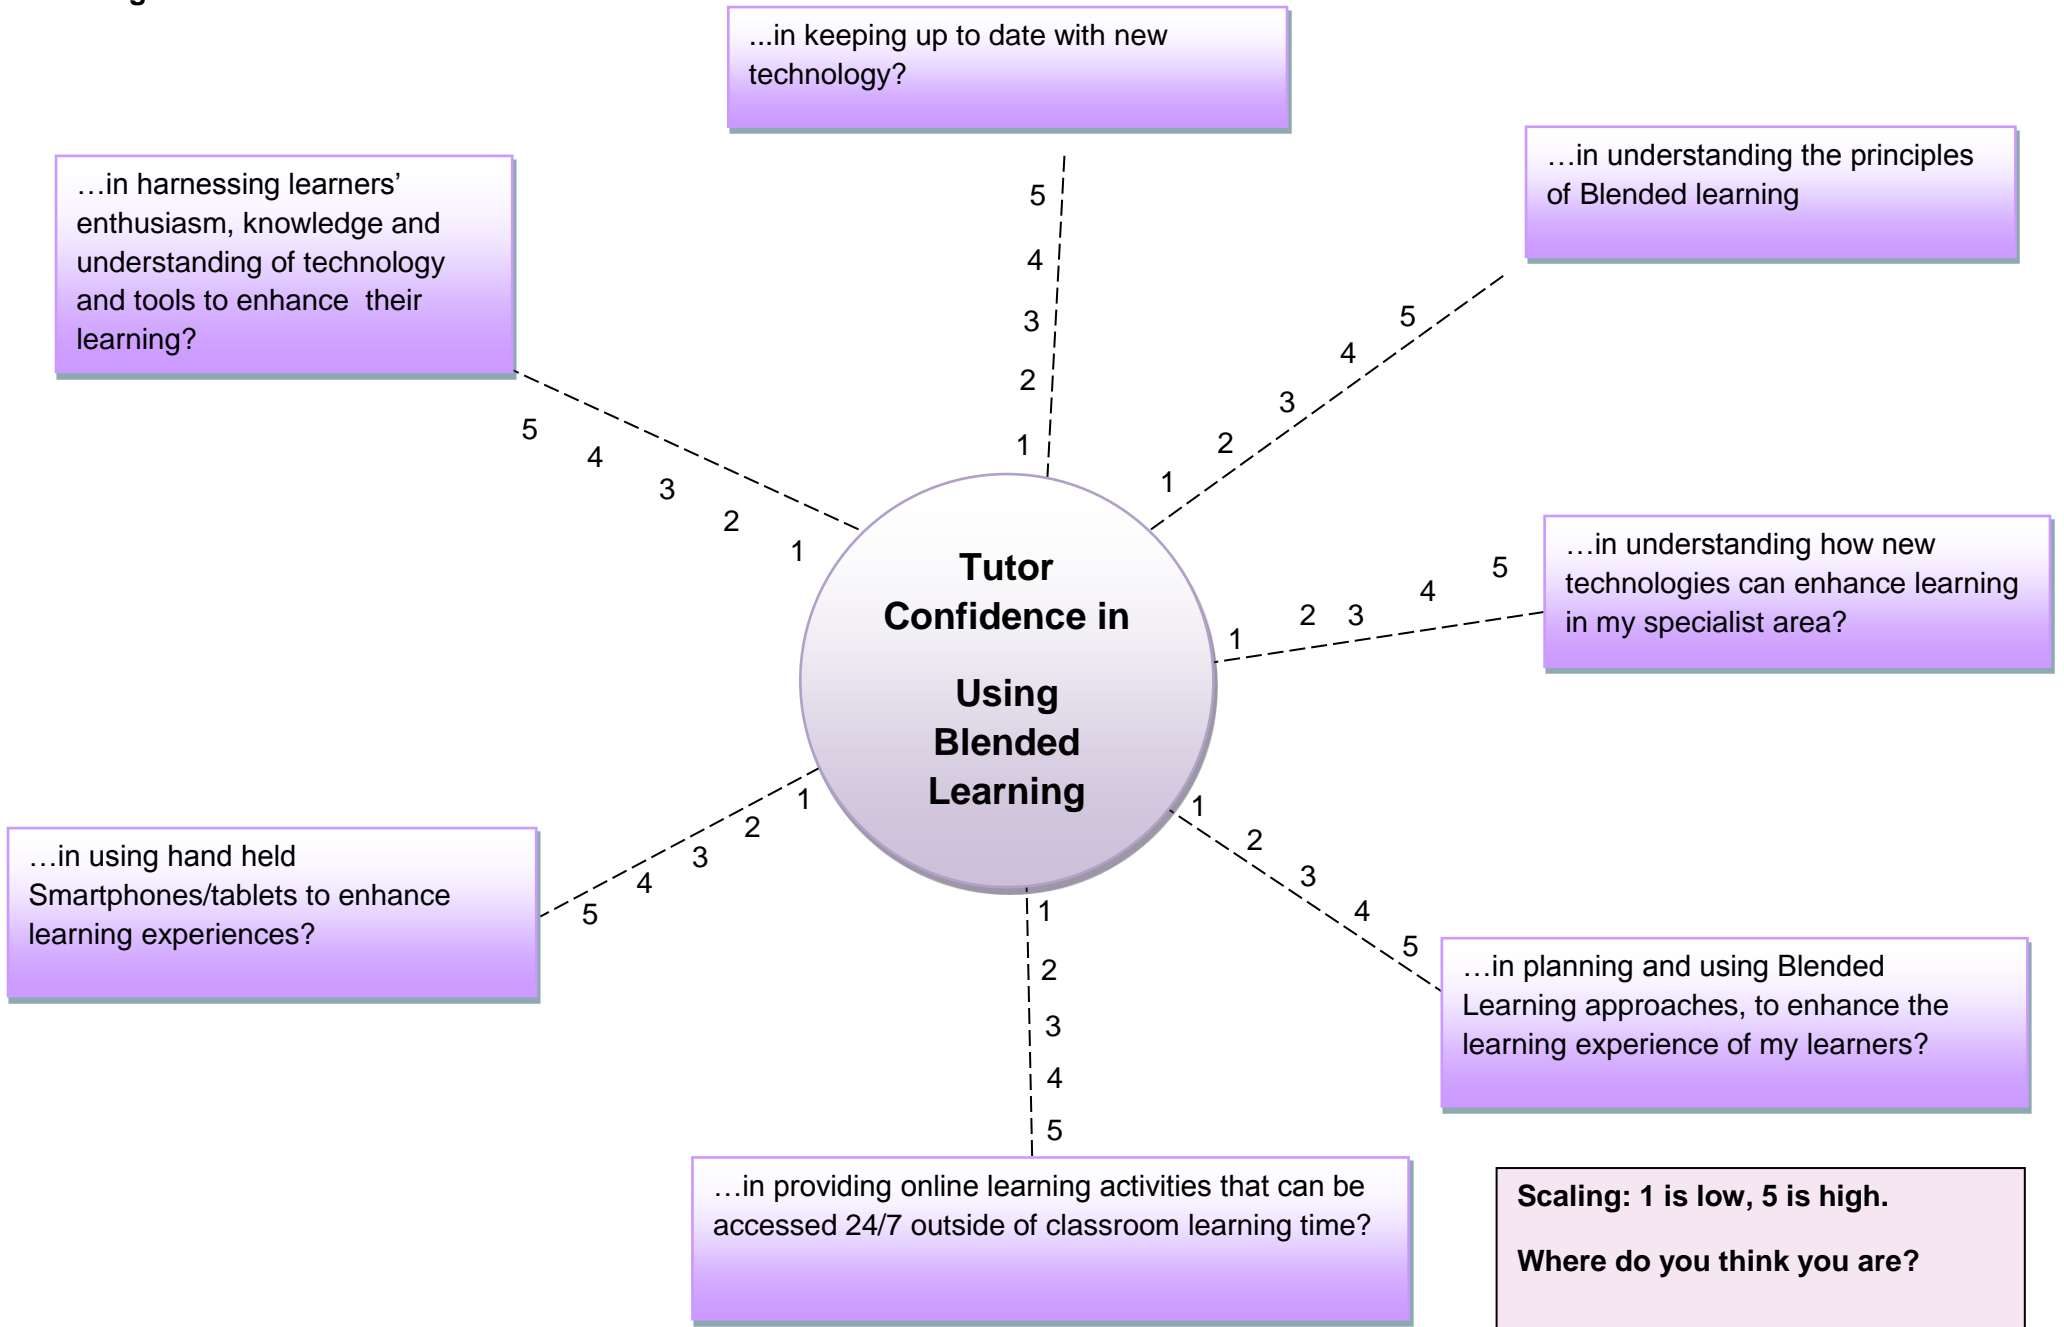 ...in keeping up to date with new
technology?
…in harnessing learners’
enthusiasm, knowledge and
understanding of technology
and tools to enhance  their
learning?
…in understanding the principles
of Blended learning
5
4
3
2
1
5
4
3
2
1
5
4
3
2
1
Tutor
Confidence in
Using
Blended
Learning
…in understanding how new
technologies can enhance learning
in my specialist area?
1
2
3
4
5
…in using hand held
Smartphones/tablets to enhance
learning experiences?
1
2
3
4
5
1
2
3
4
5
…in planning and using Blended
Learning approaches, to enhance the
learning experience of my learners?
1
2
3
4
5
…in providing online learning activities that can be
accessed 24/7 outside of classroom learning time?
Scaling: 1 is low, 5 is high.
Where do you think you are?